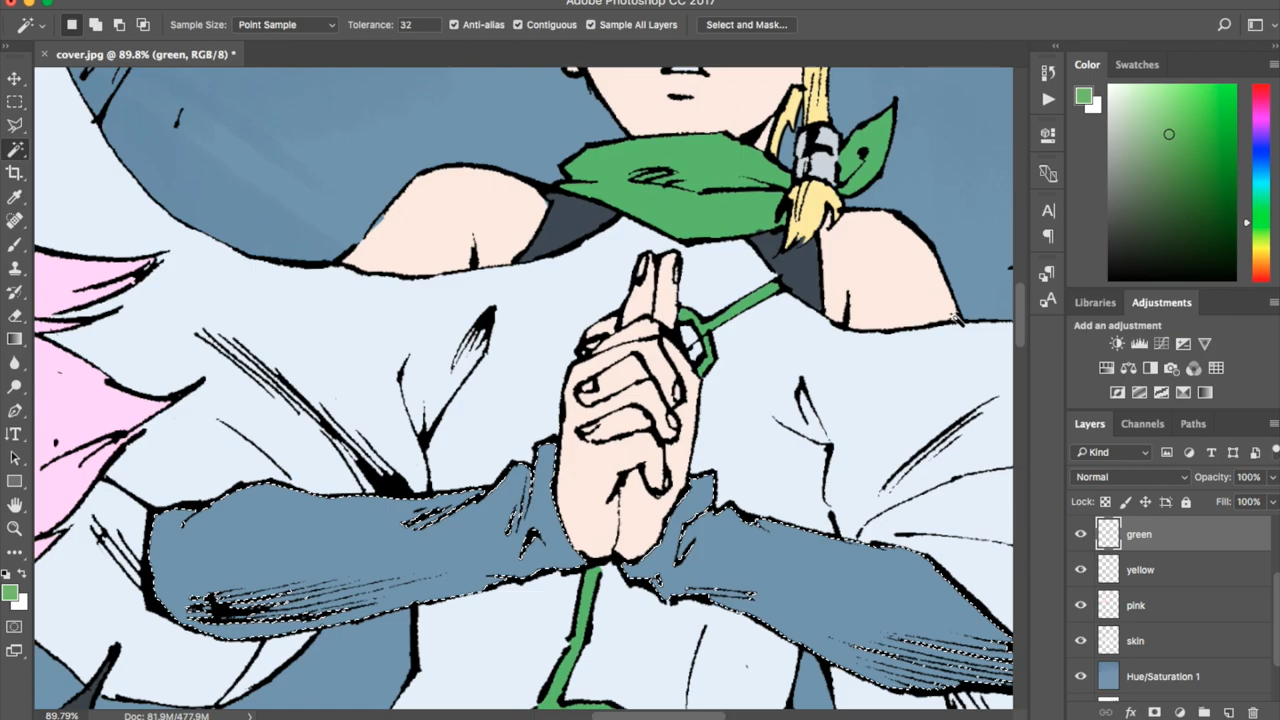 Adobe Photoshop CC 2017
Sample Size: Point Sample Tolerance: 32 Anti-alias Contiguous Sample All Layers Select and Mask...
cover.jpg @ 89.8% (green, RGB/8) *
Color Swatches
Libraries Adjustments
Add an adjustment
Layers Channels Paths
Kind
Normal Opacity: 100%
Lock: Fill: 100%
green
yellow
pink
skin
Hue/Saturation 1
89.79% Doc: 81.9M/477.9M